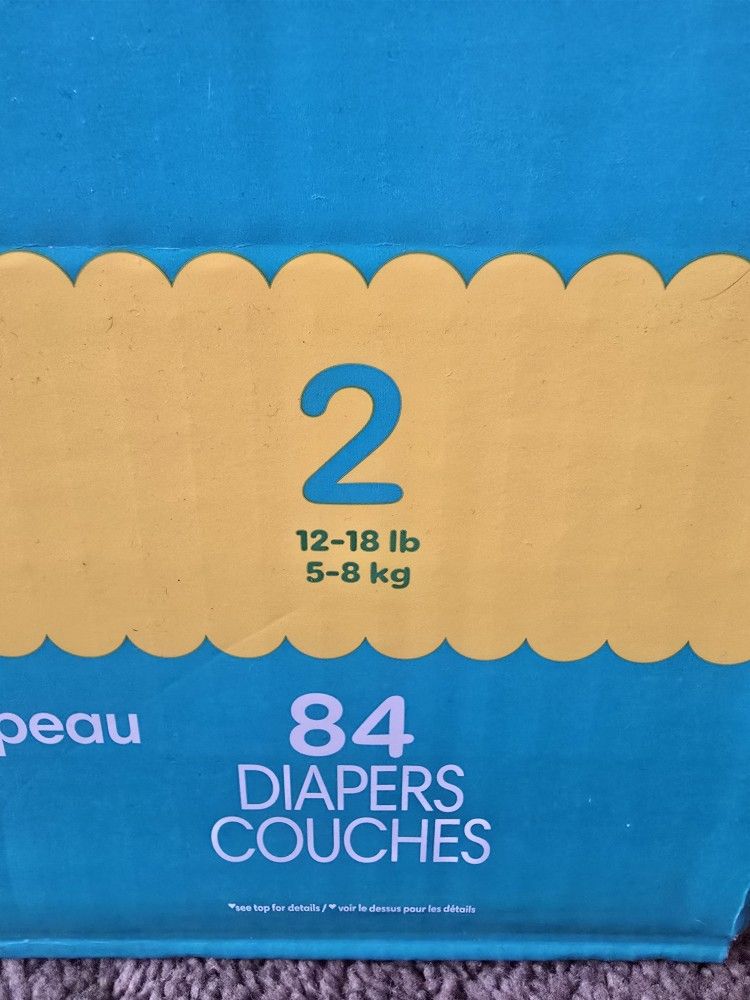 2
12-18 lb
5-8 kg
peau
84
DIAPERS
COUCHES
♥see top for details / ♥ voir le dessus pour les détails